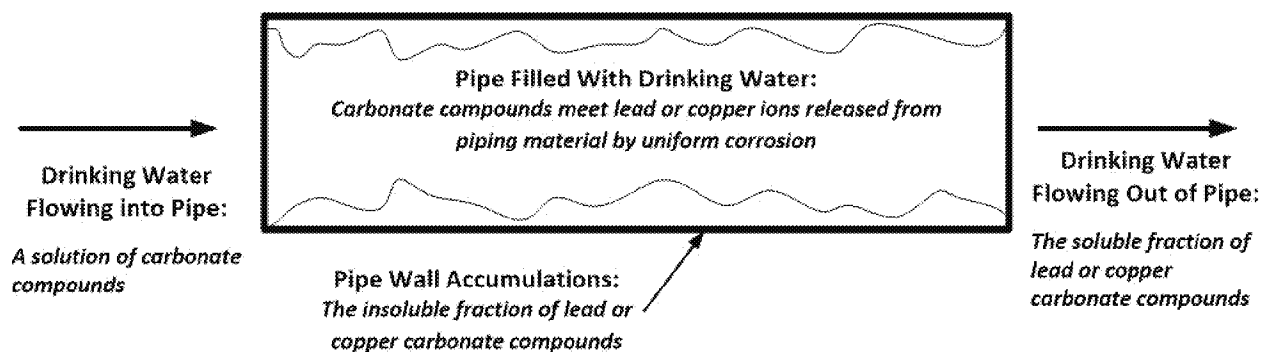 Pipe Filled With Drinking Water:
Carbonate compounds meet lead or copper ions released from
piping material by uniform corrosion
Drinking Water
Flowing into Pipe:
A solution of carbonate
compounds
Pipe Wall Accumulations:
The insoluble fraction of lead or
copper carbonate compounds
Drinking Water
Flowing Out of Pipe:
The soluble fraction of
lead or copper
carbonate compounds